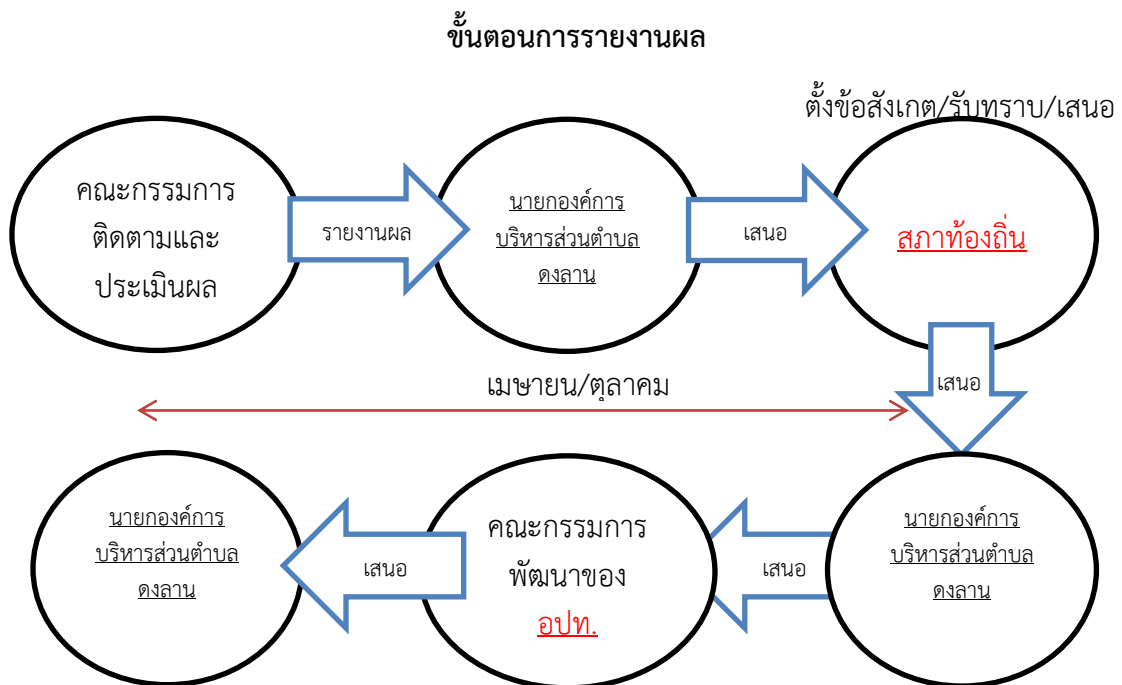 ขั้นตอนการรายงานผล
ตั้งข้อสังเกต/รับทราบ/เสนอ
คณะกรรมการ
ติดตามและ
ประเมินผล
รายงานผล
นายกองค์การ
บริหารส่วนตำบล
ดงลาน
เสนอ
สภาท้องถิ่น
เสนอ
เมษายน/ตุลาคม
นายกองค์การ
บริหารส่วนตำบล
ดงลาน
เสนอ
คณะกรรมการ
พัฒนาของ
อปท.
เสนอ
นายกองค์การ
บริหารส่วนตำบล
ดงลาน